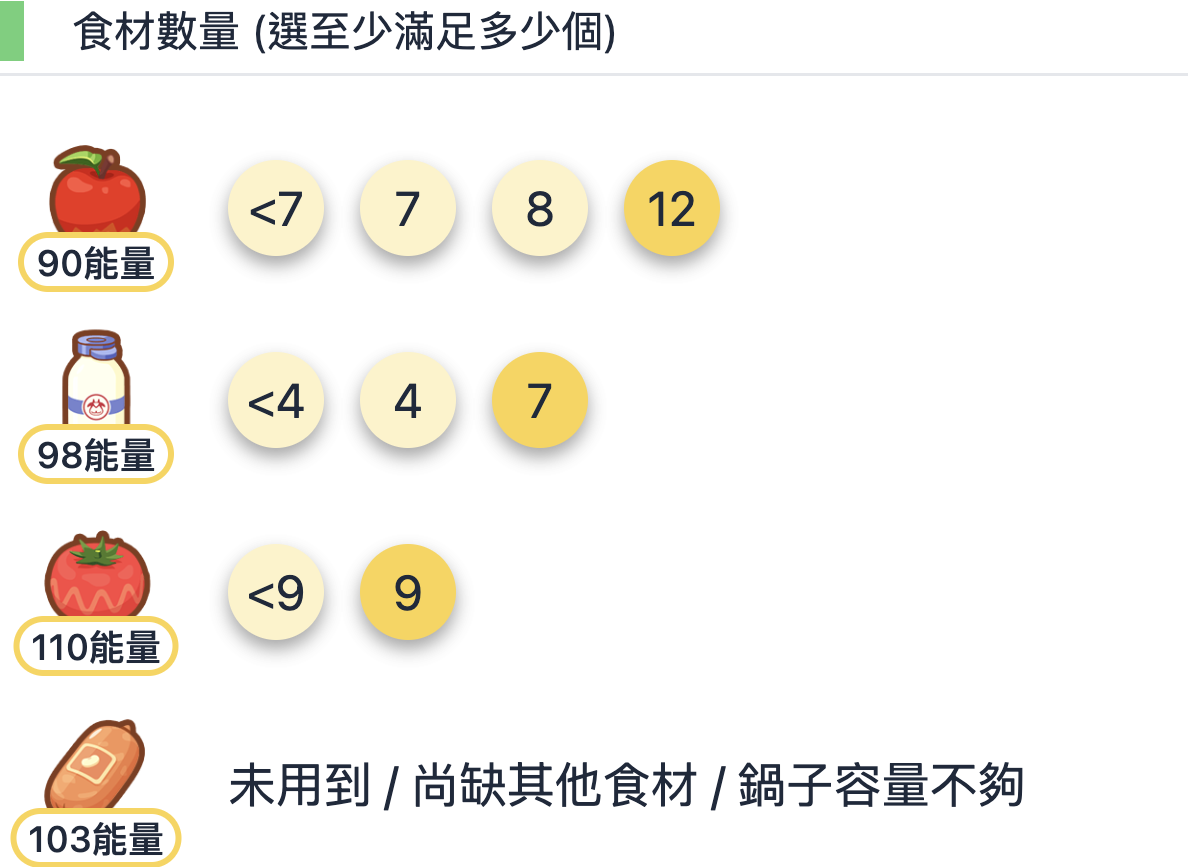 食材數量 (選至少滿足多少個)
<7 7 8 12
90能量
<4 4 7
98能量
<9 9
110能量
未用到 / 尚缺其他食材 / 鍋子容量不夠
103能量